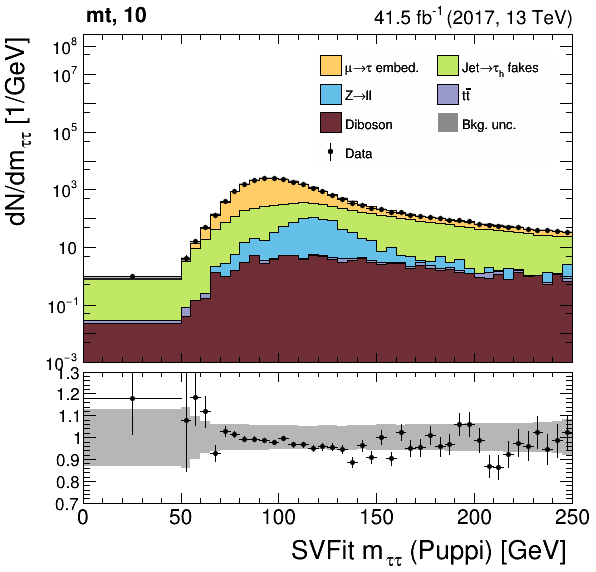 mt, 10
41.5 fb⁻¹ (2017, 13 TeV)
dN/dm_ττ [1/GeV]
10⁸
10⁷
10⁵
10³
10
10⁻¹
10⁻³
μ→τ embed.
Jet→τ_h fakes
Z→ll
tt̄
Diboson
Bkg. unc.
Data
1.3
1.2
1.1
1
0.9
0.8
0.7
0 50 100 150 200 250
SVFit m_ττ (Puppi) [GeV]